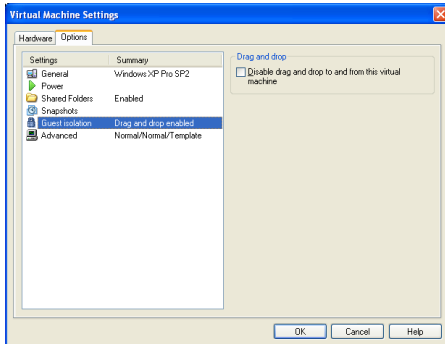 Virtual Machine Settings
Hardware Options
Settings Summary
General Windows XP Pro SP2
Power
Shared Folders Enabled
Snapshots
Guest isolation Drag and drop enabled
Advanced Normal/Normal/Template
Drag and drop
Disable drag and drop to and from this virtual
machine
OK Cancel Help